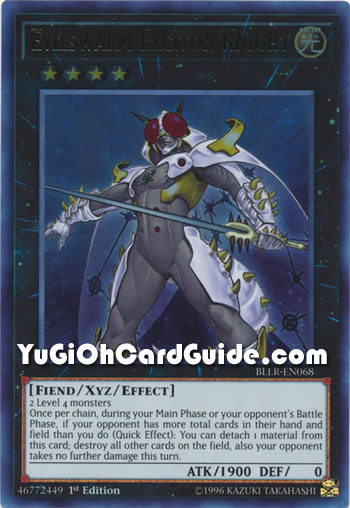 Evilswarm Exciton Knight
光
YuGiOhCardGuide.com
BLLR-EN068
[FIEND/XYZ/EFFECT]
2 Level 4 monsters
Once per chain, during your Main Phase or your opponent's Battle
Phase, if your opponent has more total cards in their hand and
field than you do (Quick Effect): You can detach 1 material from
this card; destroy all other cards on the field, also your opponent
takes no further damage this turn.
ATK/1900 DEF/ 0
46772449 1st Edition ©1996 KAZUKI TAKAHASHI